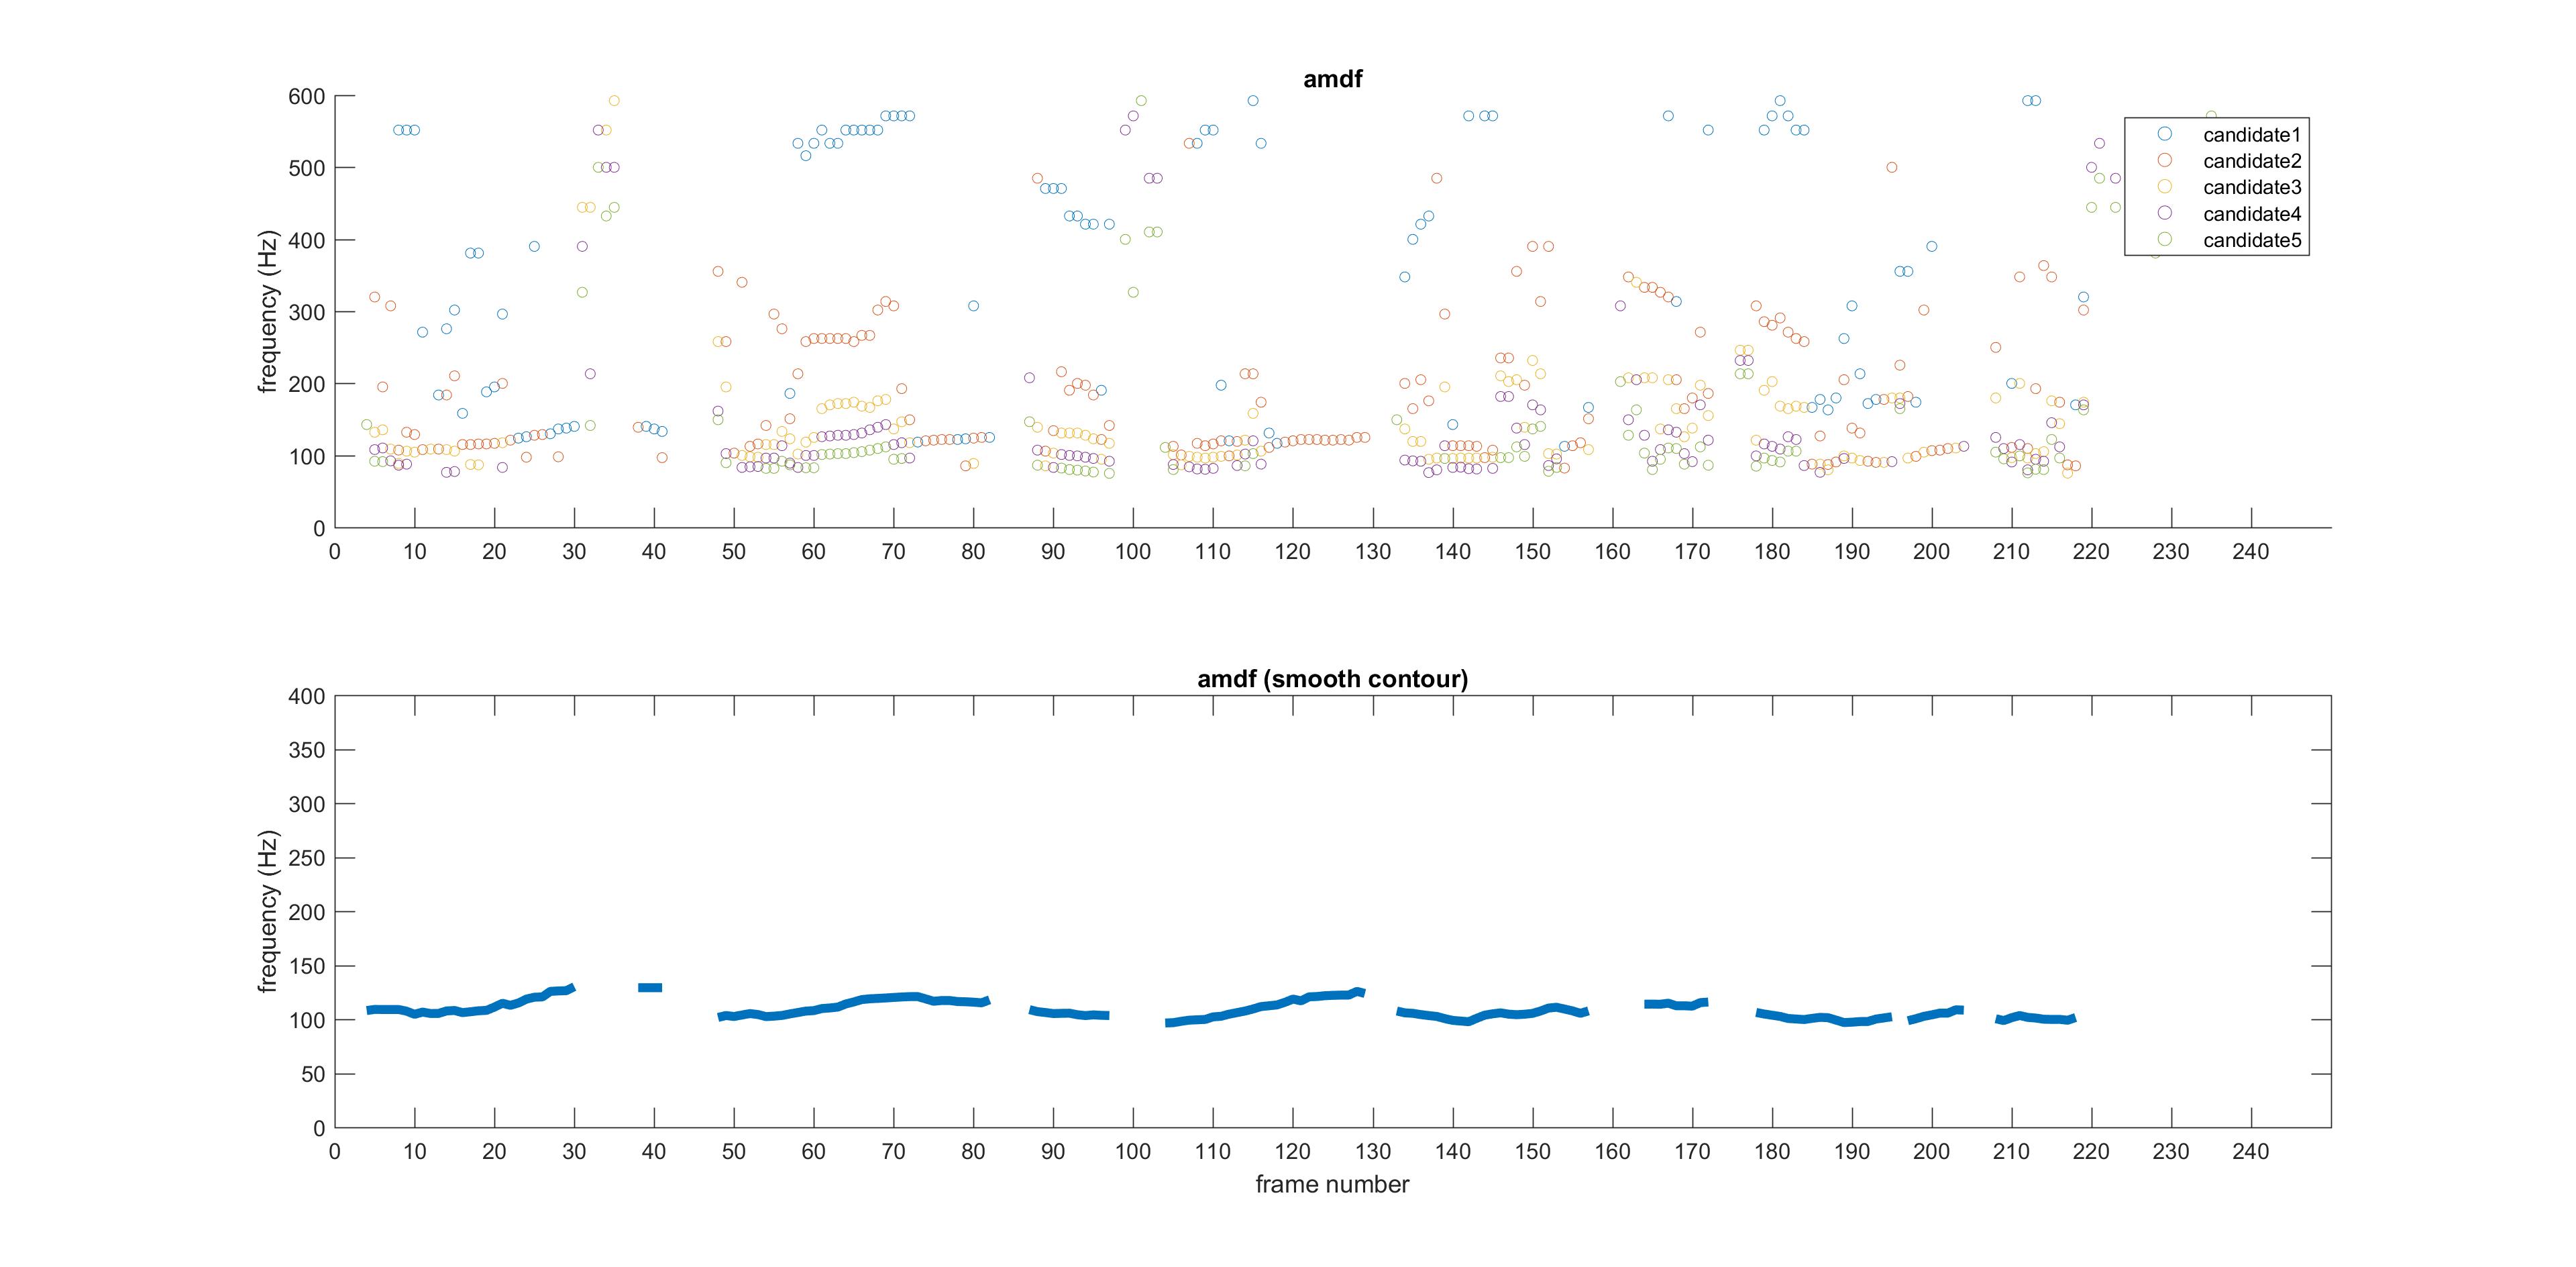 amdf
600
500
400
300
200
100
0
frequency (Hz)
0 10 20 30 40 50 60 70 80 90 100 110 120 130 140 150 160 170 180 190 200 210 220 230 240
candidate1
candidate2
candidate3
candidate4
candidate5
amdf (smooth contour)
400
350
300
250
200
150
100
50
0
frequency (Hz)
0 10 20 30 40 50 60 70 80 90 100 110 120 130 140 150 160 170 180 190 200 210 220 230 240
frame number